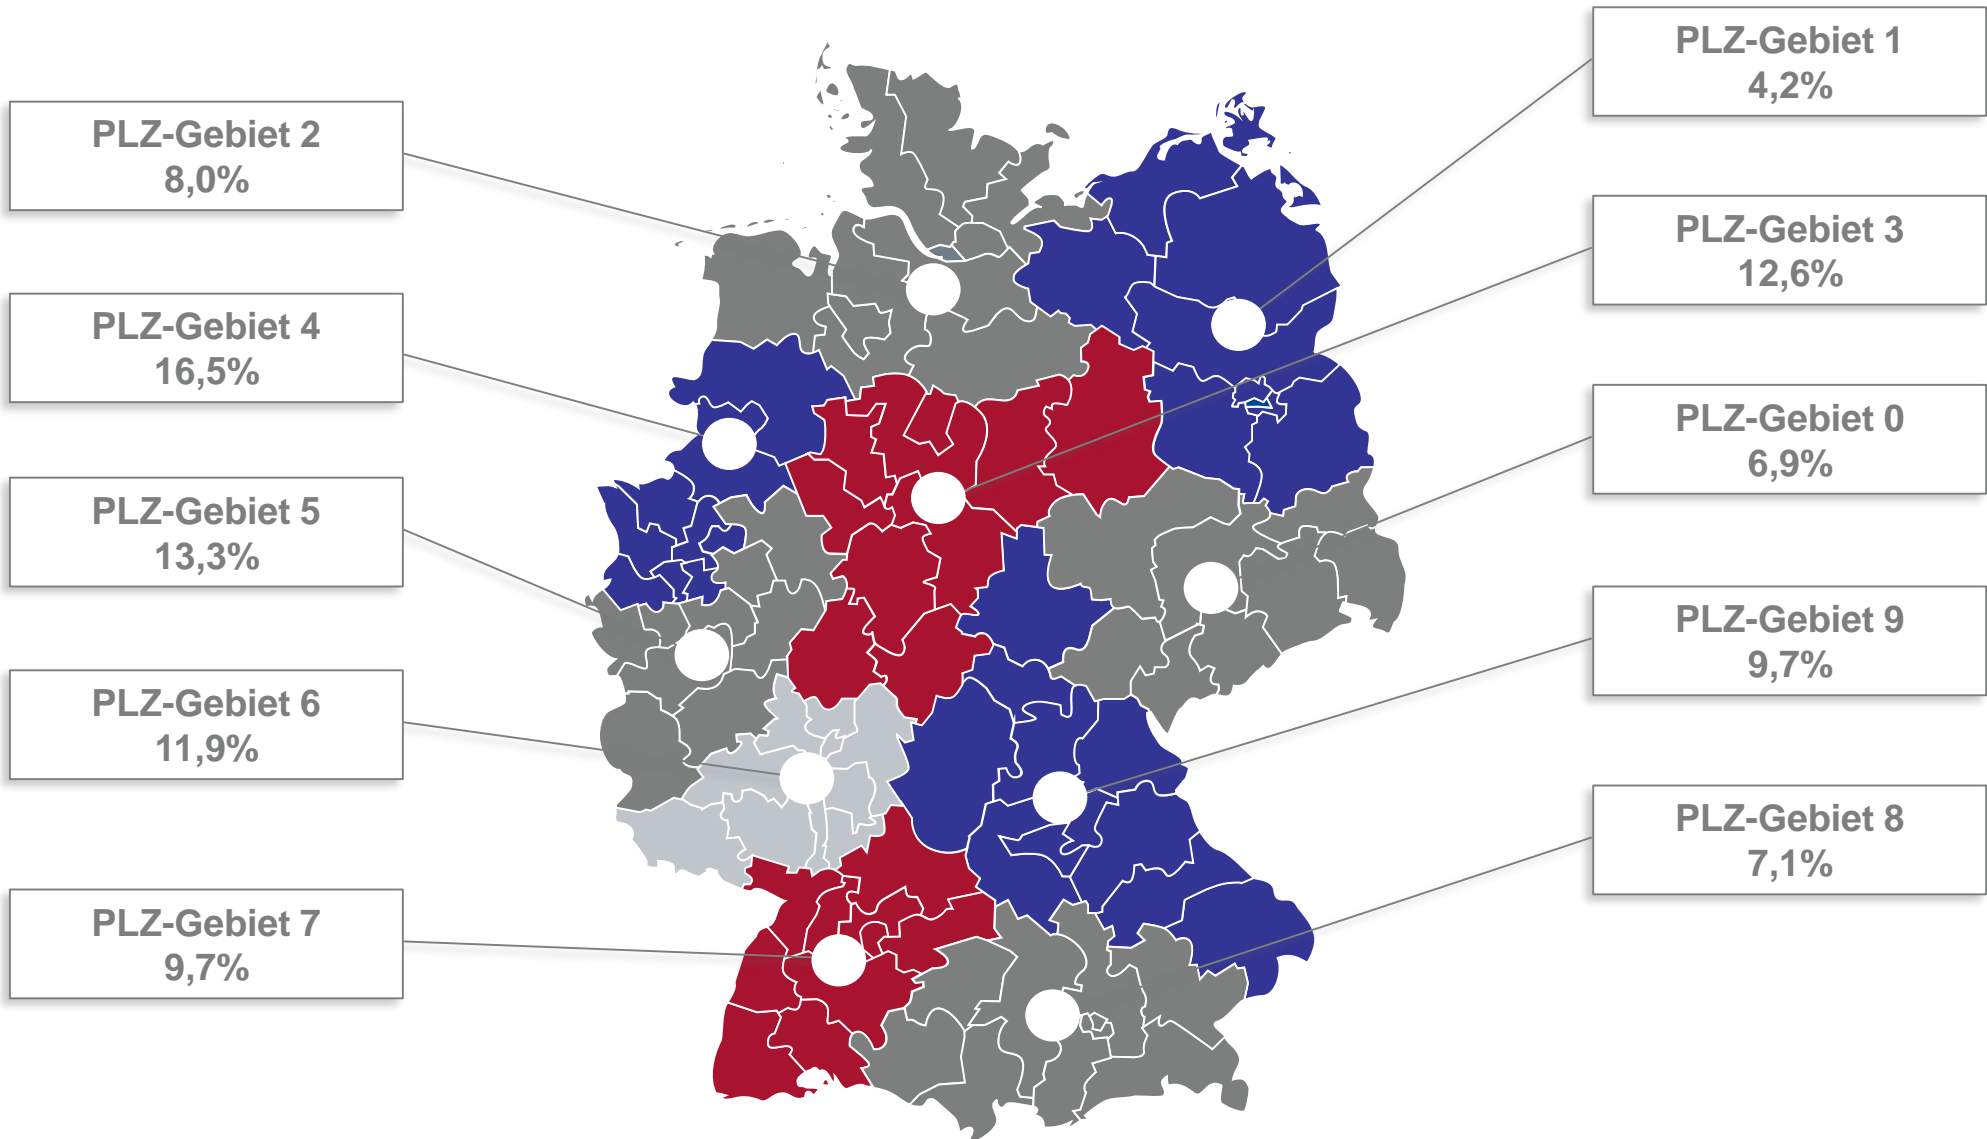 PLZ-Gebiet 2
8,0%
PLZ-Gebiet 4
16,5%
PLZ-Gebiet 5
13,3%
PLZ-Gebiet 6
11,9%
PLZ-Gebiet 7
9,7%
PLZ-Gebiet 1
4,2%
PLZ-Gebiet 3
12,6%
PLZ-Gebiet 0
6,9%
PLZ-Gebiet 9
9,7%
PLZ-Gebiet 8
7,1%